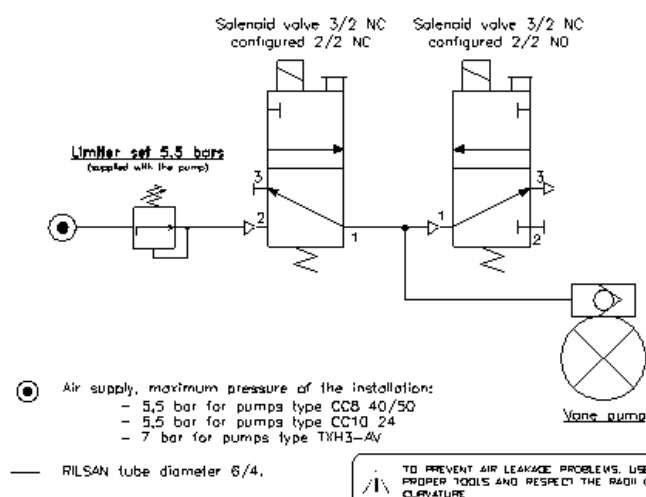 Solenoid valve 3/2 NC
configured 2/2 NC
Solenoid valve 3/2 NC
configured 2/2 NO
Limiter set 5,5 bars
(supplied with the pump)
3
2
1
1
3
2
Vane pump
Air supply, maximum pressure of the installation:
- 5,5 bar for pumps type CC8 40/50
- 5,5 bar for pumps type CC10 24
- 7 bar for pumps type TXH3-AV
RILSAN tube diameter 6/4.
TO PREVENT AIR LEAKAGE PROBLEMS, USE
PROPER TOOLS AND RESPECT THE RADII
CURVATURE